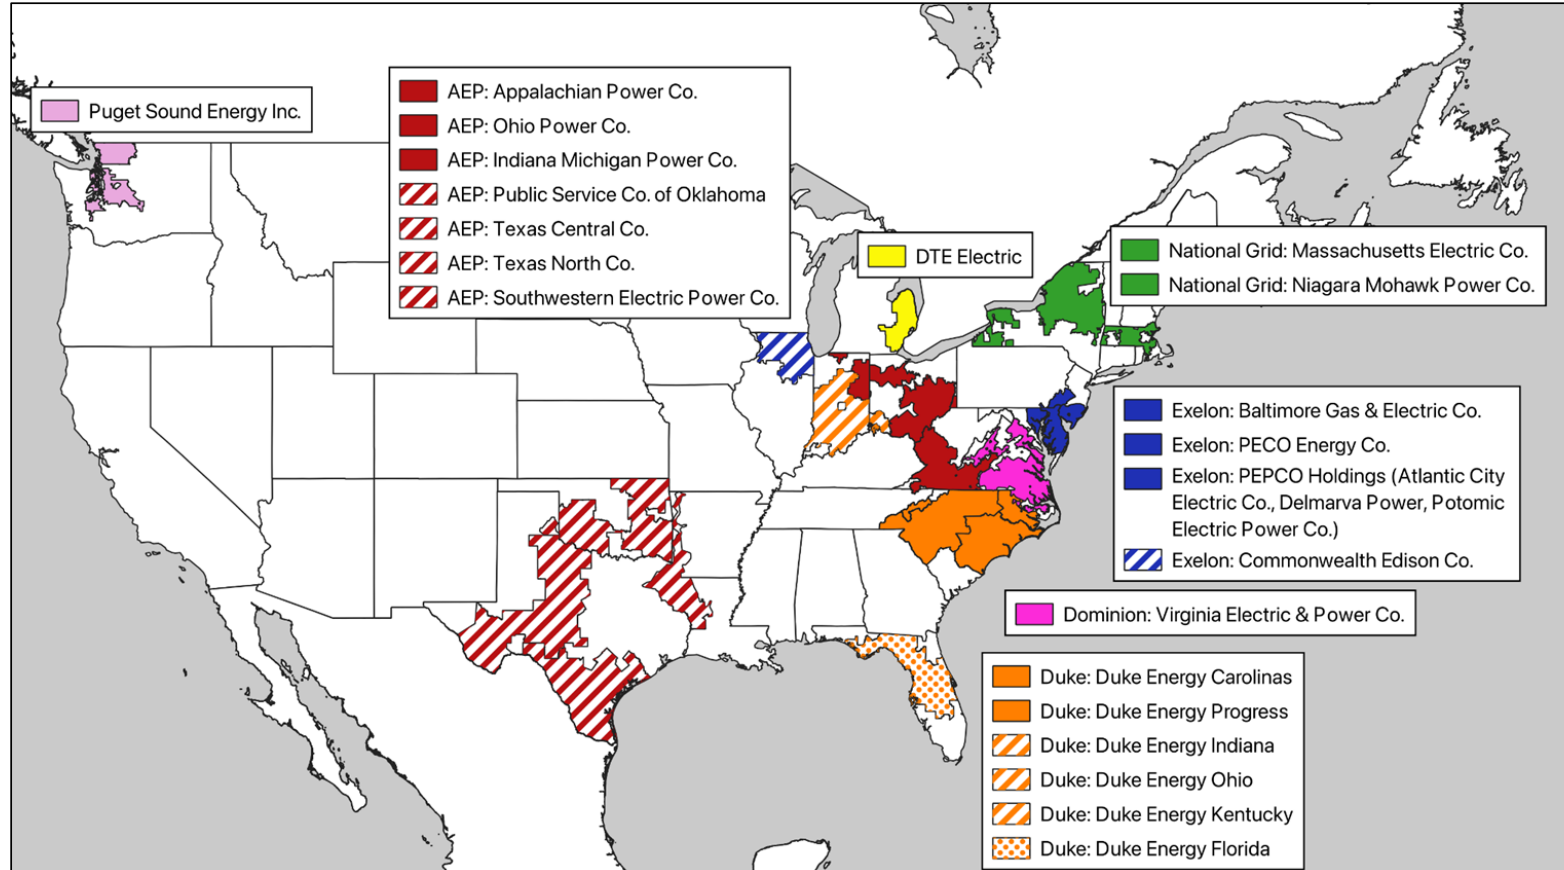 Puget Sound Energy Inc.
AEP: Appalachian Power Co.
AEP: Ohio Power Co.
AEP: Indiana Michigan Power Co.
AEP: Public Service Co. of Oklahoma
AEP: Texas Central Co.
AEP: Texas North Co.
AEP: Southwestern Electric Power Co.
DTE Electric
National Grid: Massachusetts Electric Co.
National Grid: Niagara Mohawk Power Co.
Exelon: Baltimore Gas & Electric Co.
Exelon: PECO Energy Co.
Exelon: PEPCO Holdings (Atlantic City
Electric Co., Delmarva Power, Potomic
Electric Power Co.)
Exelon: Commonwealth Edison Co.
Dominion: Virginia Electric & Power Co.
Duke: Duke Energy Carolinas
Duke: Duke Energy Progress
Duke: Duke Energy Indiana
Duke: Duke Energy Ohio
Duke: Duke Energy Kentucky
Duke: Duke Energy Florida